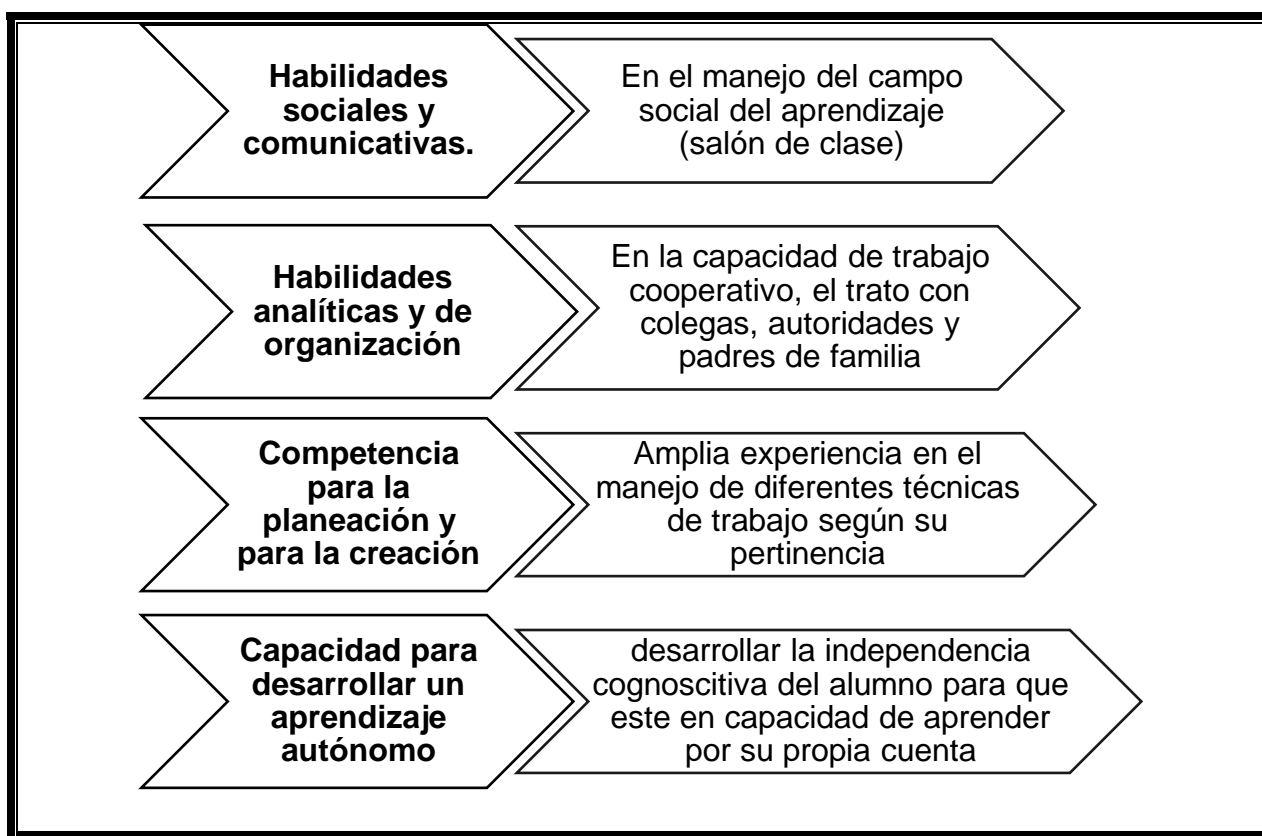 Habilidades
sociales y
comunicativas.
En el manejo del campo
social del aprendizaje
(salón de clase)
Habilidades
analíticas y de
organización
En la capacidad de trabajo
cooperativo, el trato con
colegas, autoridades y
padres de familia
Competencia
para la
planeación y
para la creación
Amplia experiencia en el
manejo de diferentes técnicas
de trabajo según su
pertinencia
Capacidad para
desarrollar un
aprendizaje
autónomo
desarrollar la independencia
cognoscitiva del alumno para que
este en capacidad de aprender
por su propia cuenta